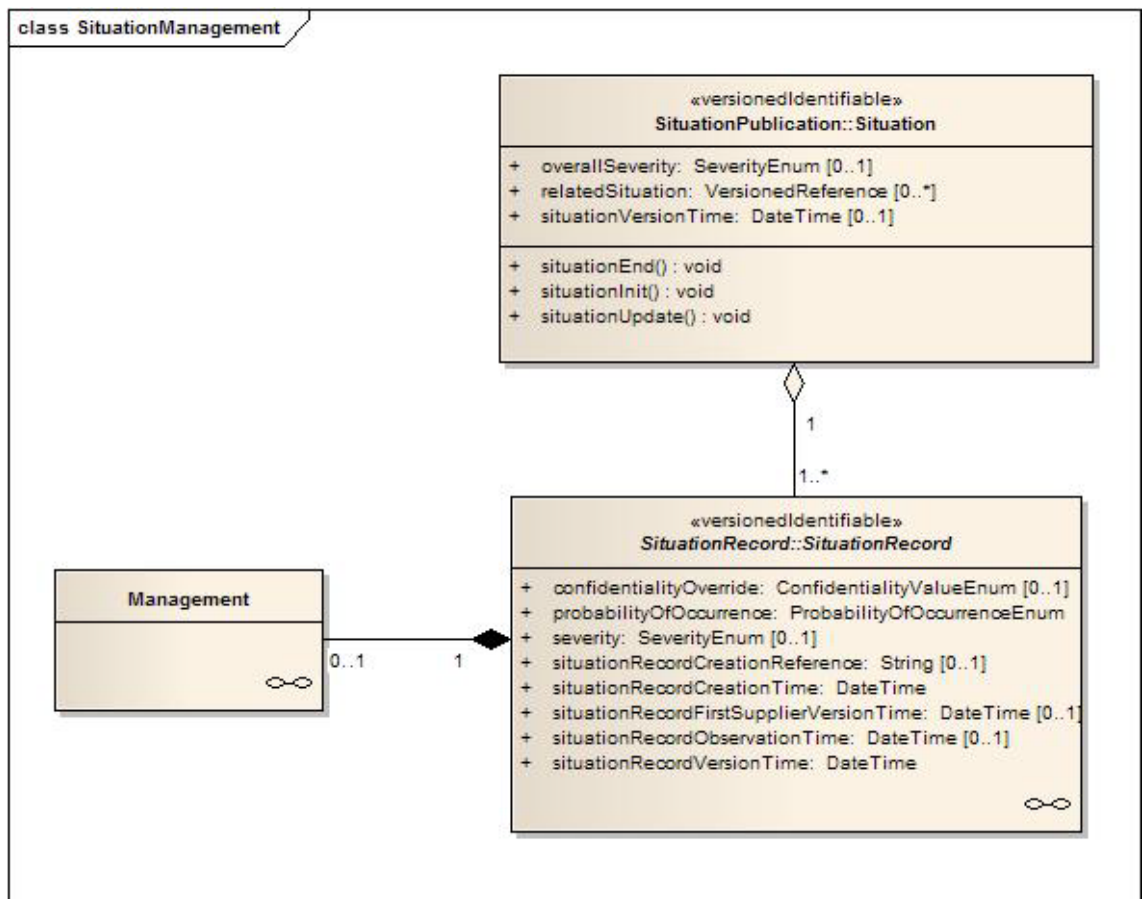 class SituationManagement
«versionedIdentifiable»
SituationPublication::Situation
+ overallSeverity: SeverityEnum [0..1]
+ relatedSituation: VersionedReference [0..*]
+ situationVersionTime: DateTime [0..1]
+ situationEnd() : void
+ situationInit() : void
+ situationUpdate() : void
1
1..*
«versionedIdentifiable»
SituationRecord::SituationRecord
+ confidentialityOverride: ConfidentialityValueEnum [0..1]
+ probabilityOfOccurrence: ProbabilityOfOccurrenceEnum
+ severity: SeverityEnum [0..1]
+ situationRecordCreationReference: String [0..1]
+ situationRecordCreationTime: DateTime
+ situationRecordFirstSupplierVersionTime: DateTime [0..1]
+ situationRecordObservationTime: DateTime [0..1]
+ situationRecordVersionTime: DateTime
Management
0..1 1